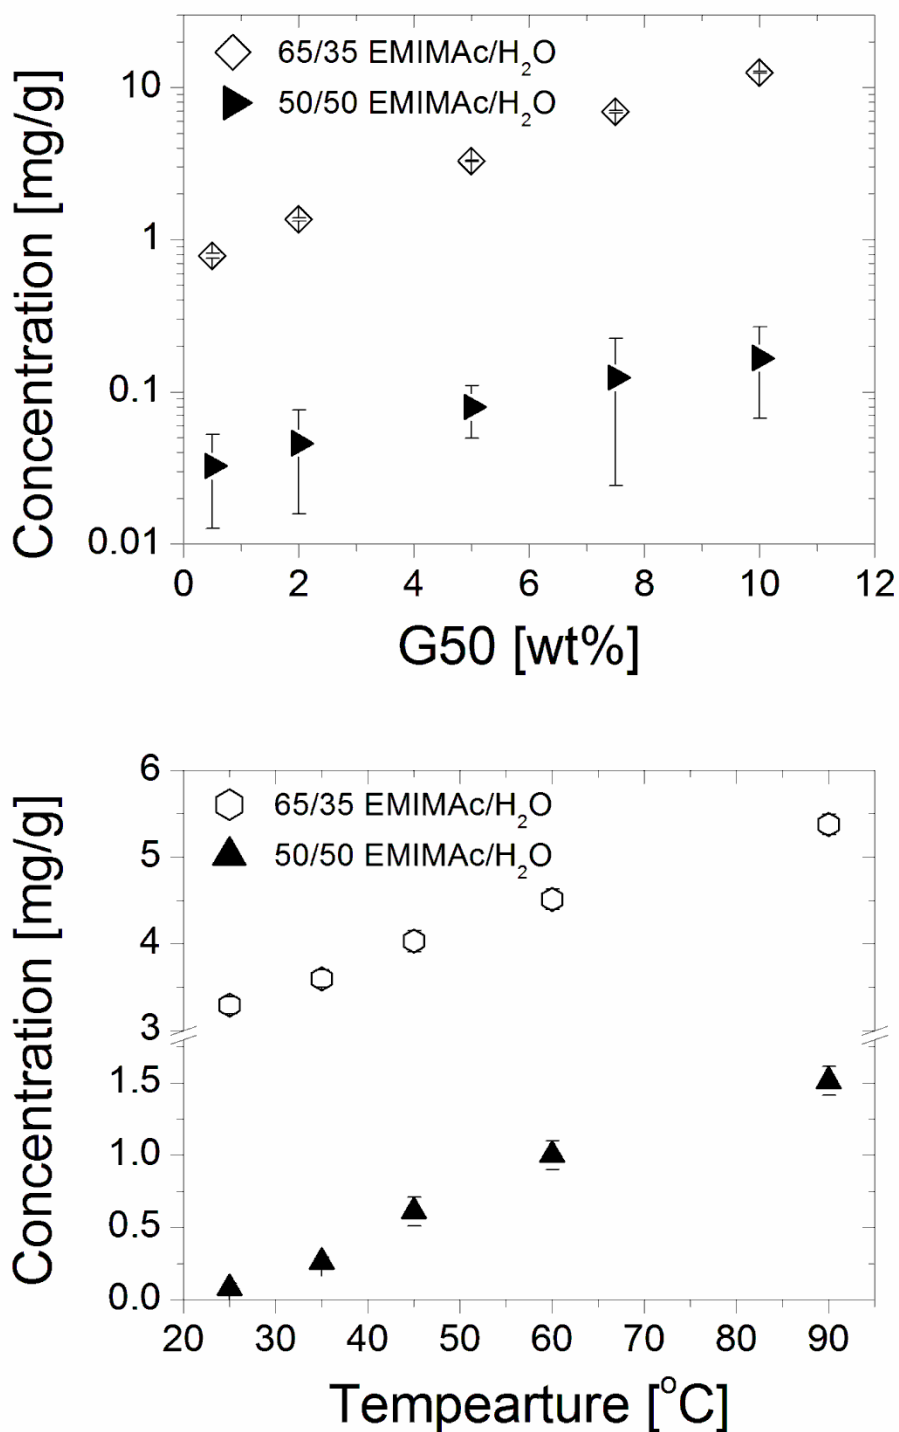 65/35 EMIMAc/H₂O
50/50 EMIMAc/H₂O
Concentration [mg/g]
10
1
0.1
0.01
0 2 4 6 8 10 12
G50 [wt%]
65/35 EMIMAc/H₂O
50/50 EMIMAc/H₂O
Concentration [mg/g]
6
5
4
3
1.5
1.0
0.5
0.0
20 30 40 50 60 70 80 90
Tempearture [°C]